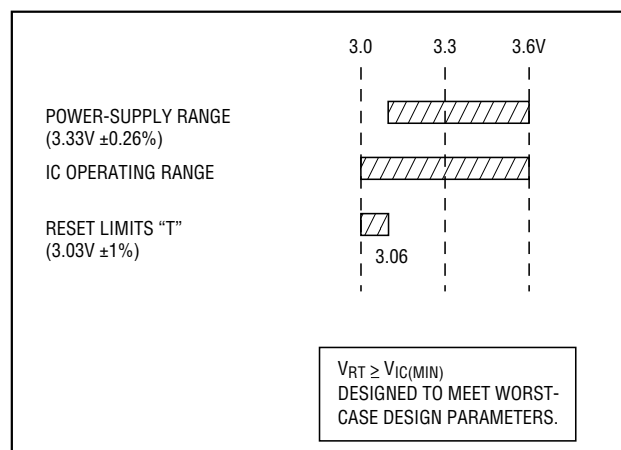 3.0 3.3 3.6V
POWER-SUPPLY RANGE
(3.33V ±0.26%)
IC OPERATING RANGE
RESET LIMITS “T”
(3.03V ±1%)
3.06
VRT ≥ VIC(MIN)
DESIGNED TO MEET WORST-
CASE DESIGN PARAMETERS.